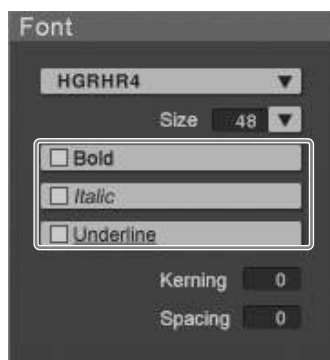 Font
HGRHR4
Size 48
Bold
Italic
Underline
Kerning 0
Spacing 0